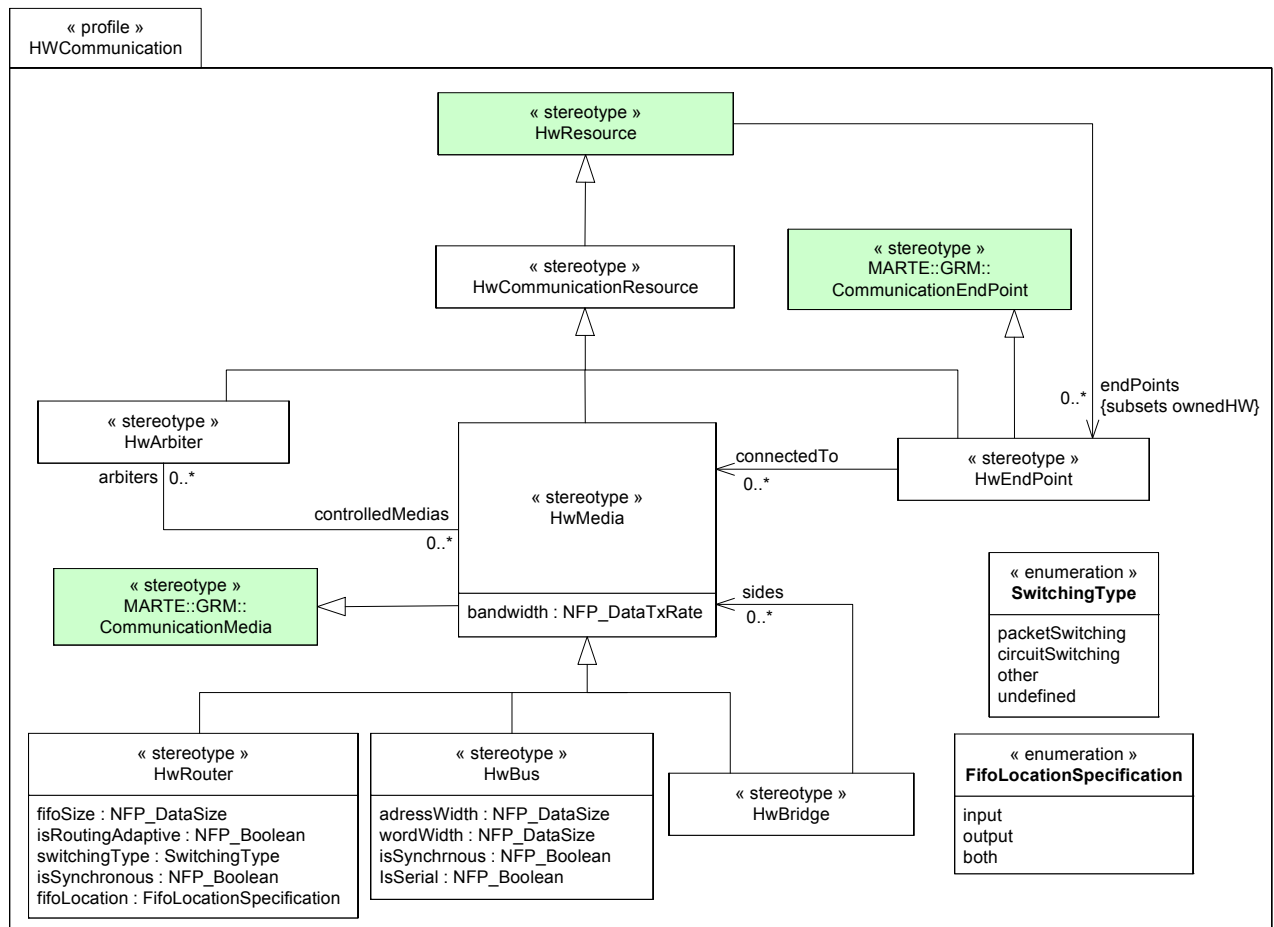 « profile »
HWCommunication
« stereotype »
HwResource
« stereotype »
HwCommunicationResource
« stereotype »
MARTE::GRM::
CommunicationEndPoint
endPoints
0..*
{subsets ownedHW}
« stereotype »
HwArbiter
arbiters
0..*
controlledMedias
0..*
« stereotype »
HwMedia
bandwidth : NFP_DataTxRate
connectedTo
0..*
« stereotype »
HwEndPoint
« stereotype »
MARTE::GRM::
CommunicationMedia
sides
0..*
« enumeration »
SwitchingType
packetSwitching
circuitSwitching
other
undefined
« stereotype »
HwRouter
fifoSize : NFP_DataSize
isRoutingAdaptive : NFP_Boolean
switchingType : SwitchingType
isSynchronous : NFP_Boolean
fifoLocation : FifoLocationSpecification
« stereotype »
HwBus
adressWidth : NFP_DataSize
wordWidth : NFP_DataSize
isSynchrnous : NFP_Boolean
IsSerial : NFP_Boolean
« stereotype »
HwBridge
« enumeration »
FifoLocationSpecification
input
output
both